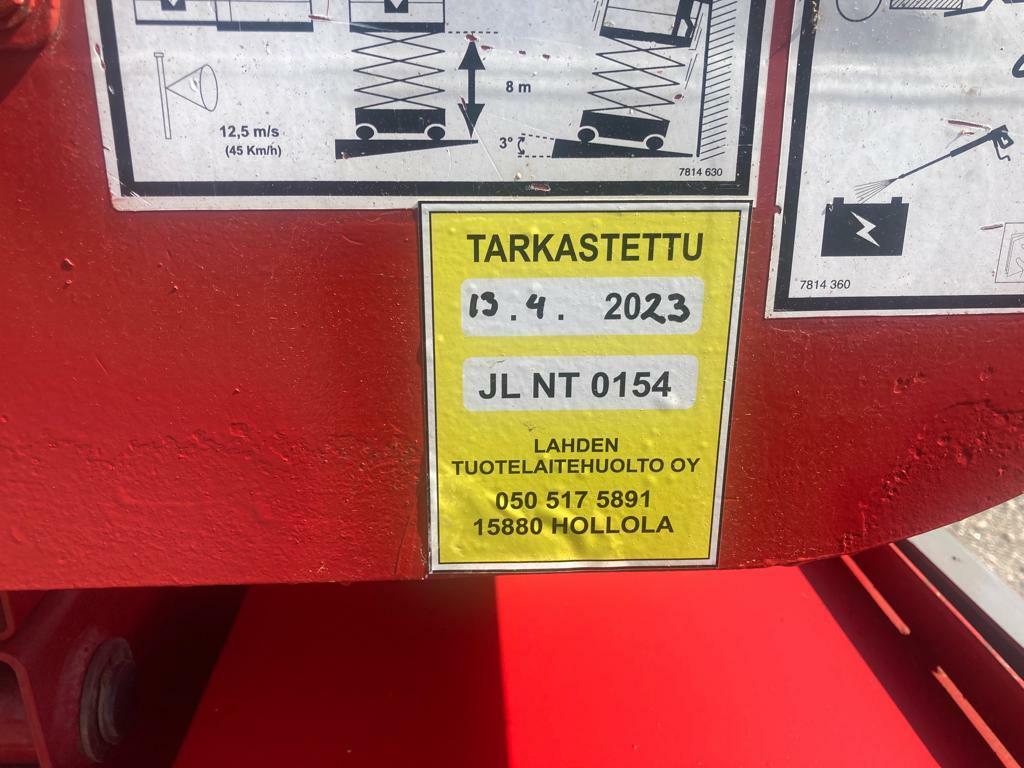 8 m
12,5 m/s
(45 Km/h)
3°
7814 630
7814 360
TARKASTETTU
13.4. 2023
JL NT 0154
LAHDEN
TUOTELAITEHUOLTO OY
050 517 5891
15880 HOLLOLA